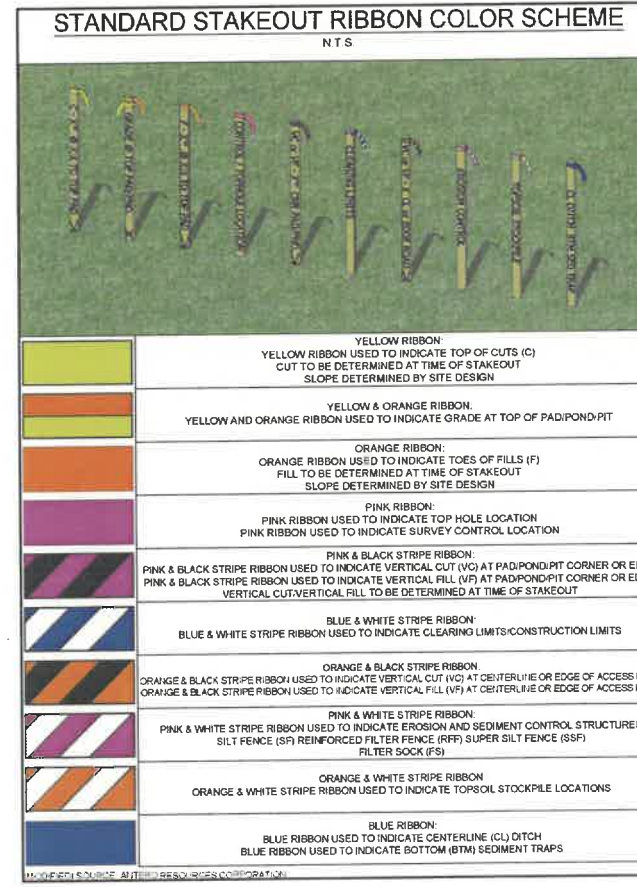 STANDARD STAKEOUT RIBBON COLOR SCHEME
N.T.S
YELLOW RIBBON:
YELLOW RIBBON USED TO INDICATE TOP OF CUTS (C)
CUT TO BE DETERMINED AT TIME OF STAKEOUT
SLOPE DETERMINED BY SITE DESIGN
YELLOW & ORANGE RIBBON:
YELLOW AND ORANGE RIBBON USED TO INDICATE GRADE AT TOP OF PAD/POND/PIT
ORANGE RIBBON:
ORANGE RIBBON USED TO INDICATE TOES OF FILLS (F)
FILL TO BE DETERMINED AT TIME OF STAKEOUT
SLOPE DETERMINED BY SITE DESIGN
PINK RIBBON:
PINK RIBBON USED TO INDICATE TOP HOLE LOCATION
PINK RIBBON USED TO INDICATE SURVEY CONTROL LOCATION
PINK & BLACK STRIPE RIBBON:
PINK & BLACK STRIPE RIBBON USED TO INDICATE VERTICAL CUT (VC) AT PAD/POND/PIT CORNER OR
PINK & BLACK STRIPE RIBBON USED TO INDICATE VERTICAL FILL (VF) AT PAD/POND/PIT CORNER OR
VERTICAL CUT/VERTICAL FILL TO BE DETERMINED AT TIME OF STAKEOUT
BLUE & WHITE STRIPE RIBBON:
BLUE & WHITE STRIPE RIBBON USED TO INDICATE CLEARING LIMITS/CONSTRUCTION LIMITS
ORANGE & BLACK STRIPE RIBBON.
ORANGE & BLACK STRIPE RIBBON USED TO INDICATE VERTICAL CUT (VC) AT CENTERLINE OR EDGE OF ACCESS
ORANGE & BLACK STRIPE RIBBON USED TO INDICATE VERTICAL FILL (VF) AT CENTERLINE OR EDGE OF ACCESS
PINK & WHITE STRIPE RIBBON:
PINK & WHITE STRIPE RIBBON USED TO INDICATE EROSION AND SEDIMENT CONTROL STRUCTURES
SILT FENCE (SF) REINFORCED FILTER FENCE (RFF) SUPER SILT FENCE (SSF)
FILTER SOCK (FS)
ORANGE & WHITE STRIPE RIBBON
ORANGE & WHITE STRIPE RIBBON USED TO INDICATE TOPSOIL STOCKPILE LOCATIONS
BLUE RIBBON:
BLUE RIBBON USED TO INDICATE CENTERLINE (CL) DITCH
BLUE RIBBON USED TO INDICATE BOTTOM (BTM) SEDIMENT TRAPS
(MODIFIED) SOURCE: ANTERO RESOURCES CORPORATION